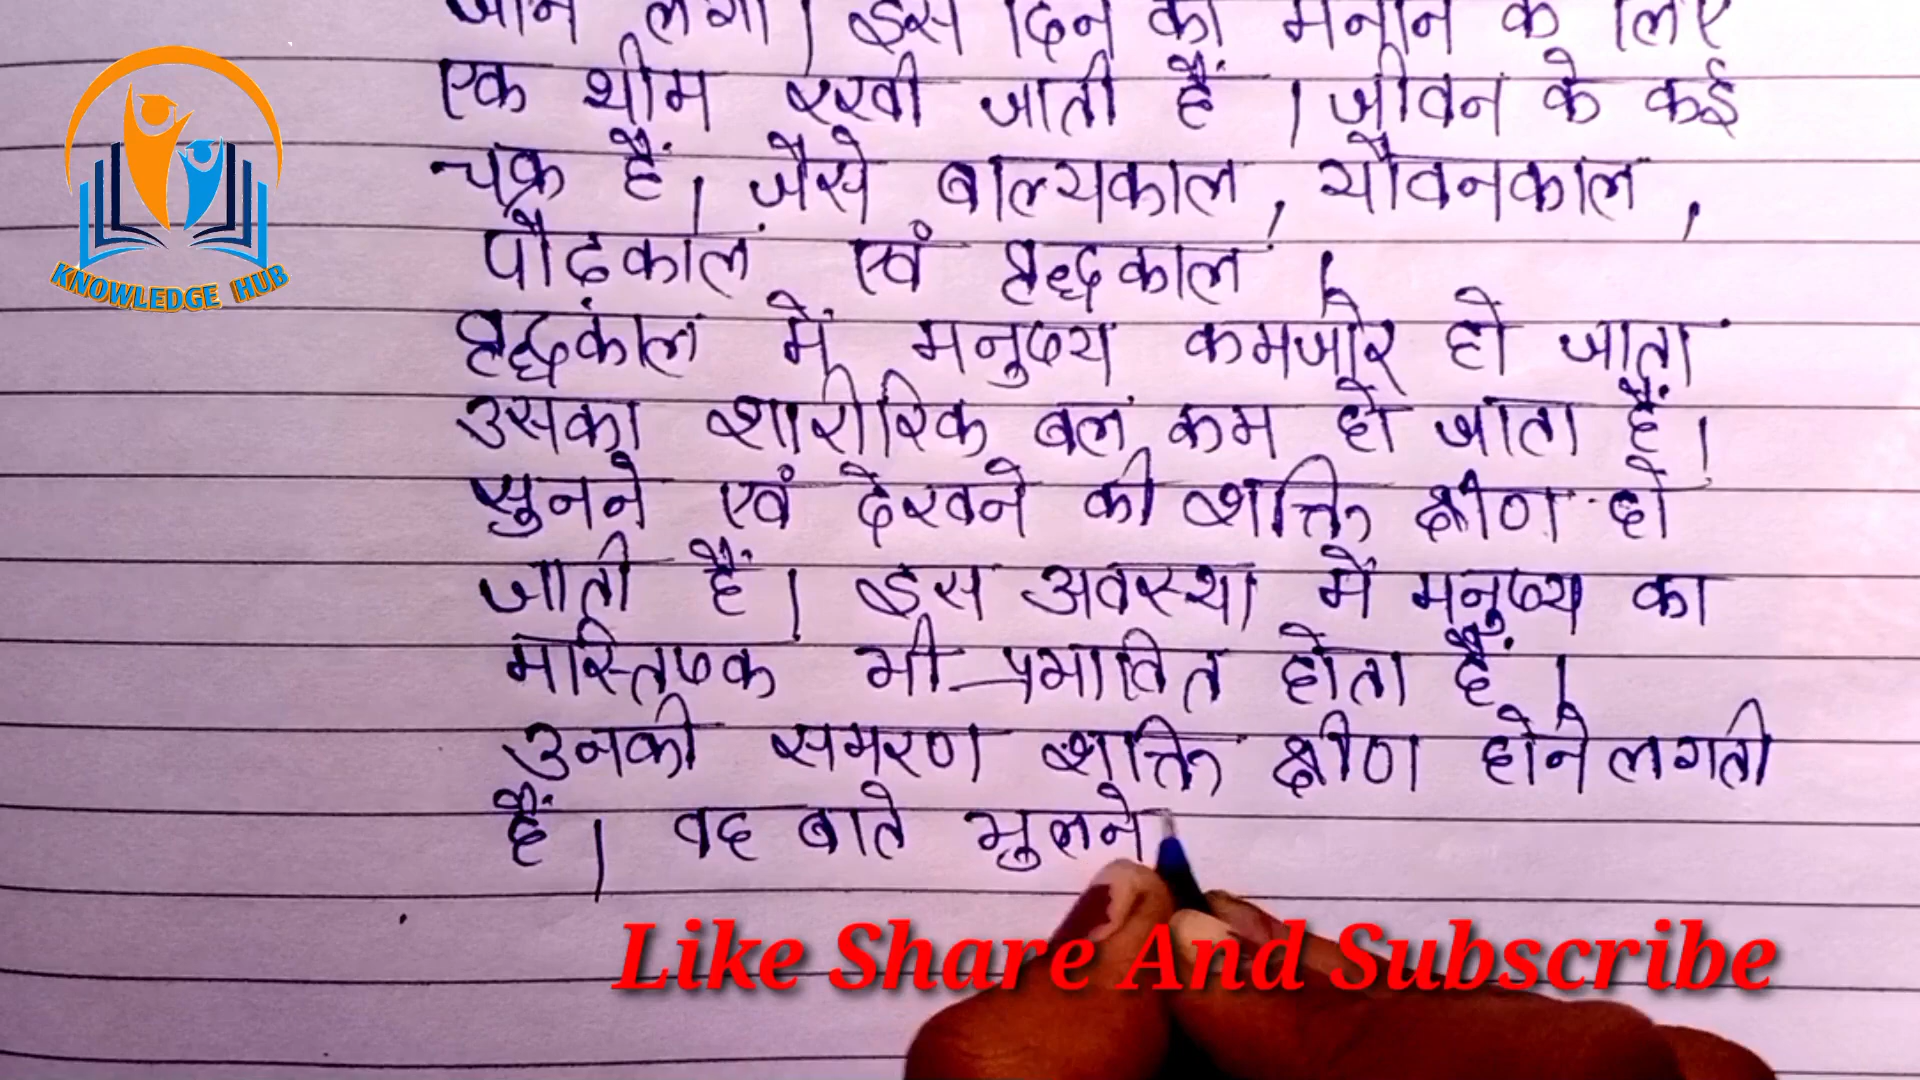 जाने लगा। इस दिन को मनाने के लिए
एक थीम रखी जाती हैं। जीवन के कई
चक्र हैं। जैसे बाल्यकाल, यौवनकाल,
पौढकाल एवं वृद्धकाल।
वृद्धकाल में मनुष्य कमजोर हो जाता
उसका शारीरिक बल कम हो जाता हैं।
सुनने एवं देखने की शक्ति क्षीण हो
जाती हैं। इस अवस्था में मनुष्य का
मस्तिष्क भी प्रभावित होता हैं।
उनकी समरण शक्ति क्षीण होने लगती
हैं। वह बाते भुलने
KNOWLEDGE HUB
Like Share And Subscribe